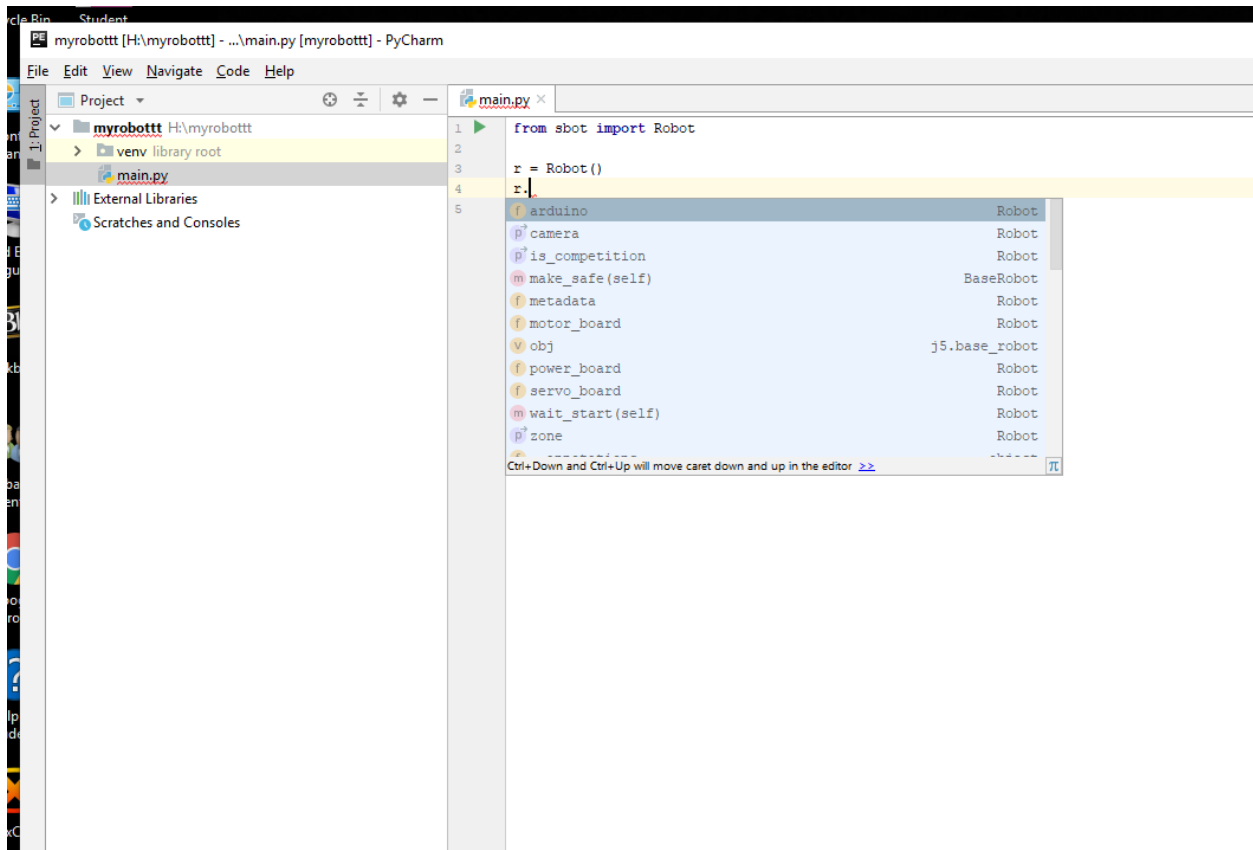 Student
PE myrobottt [H:\myrobottt] - ...\main.py [myrobottt] - PyCharm
File Edit View Navigate Code Help
1: Project
Project
main.py
myrobottt H:\myrobottt
venv library root
main.py
External Libraries
Scratches and Consoles
1 from sbot import Robot
2
3 r = Robot()
4 r.
5
f arduino Robot
p camera Robot
p is_competition Robot
m make_safe(self) BaseRobot
f metadata Robot
f motor_board Robot
V obj j5.base_robot
f power_board Robot
f servo_board Robot
m wait_start(self) Robot
p zone Robot
Ctrl+Down and Ctrl+Up will move caret down and up in the editor >>
π